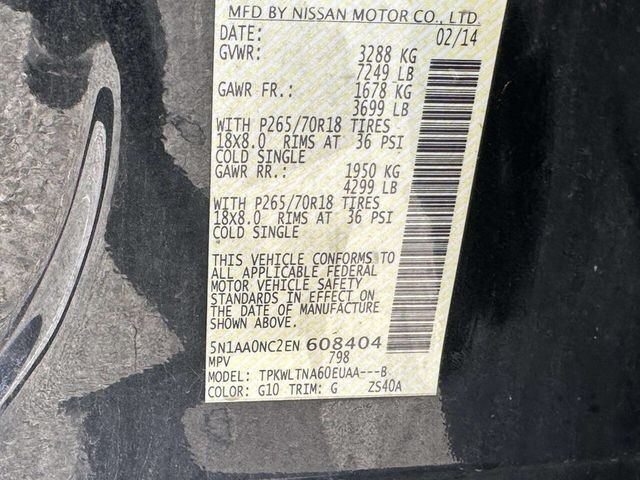 MFD BY NISSAN MOTOR CO., LTD.
DATE: 02/14
GVWR: 3288 KG
7249 LB
GAWR FR.: 1678 KG
3699 LB
WITH P265/70R18 TIRES
18X8.0 RIMS AT 36 PSI
COLD SINGLE
GAWR RR.: 1950 KG
4299 LB
WITH P265/70R18 TIRES
18X8.0 RIMS AT 36 PSI
COLD SINGLE
THIS VEHICLE CONFORMS TO
ALL APPLICABLE FEDERAL
MOTOR VEHICLE SAFETY
STANDARDS IN EFFECT ON
THE DATE OF MANUFACTURE
SHOWN ABOVE.
5N1AA0NC2EN 608404
MPV 798
MODEL: TPKWLTNA60EUAA---B
COLOR: G10 TRIM: G ZS40A